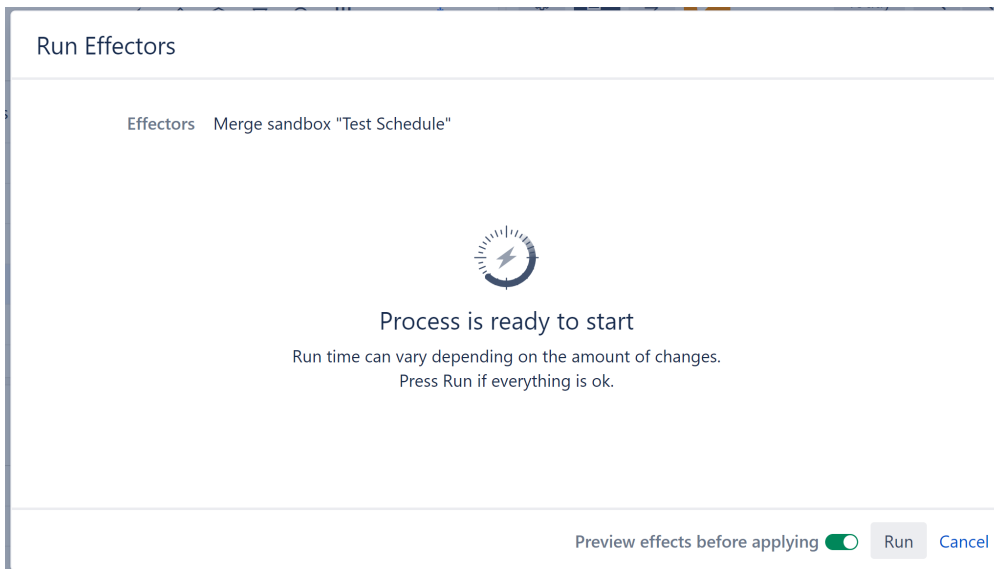 Run Effectors
Effectors Merge sandbox "Test Schedule"
Process is ready to start
Run time can vary depending on the amount of changes.
Press Run if everything is ok.
Preview effects before applying Run Cancel